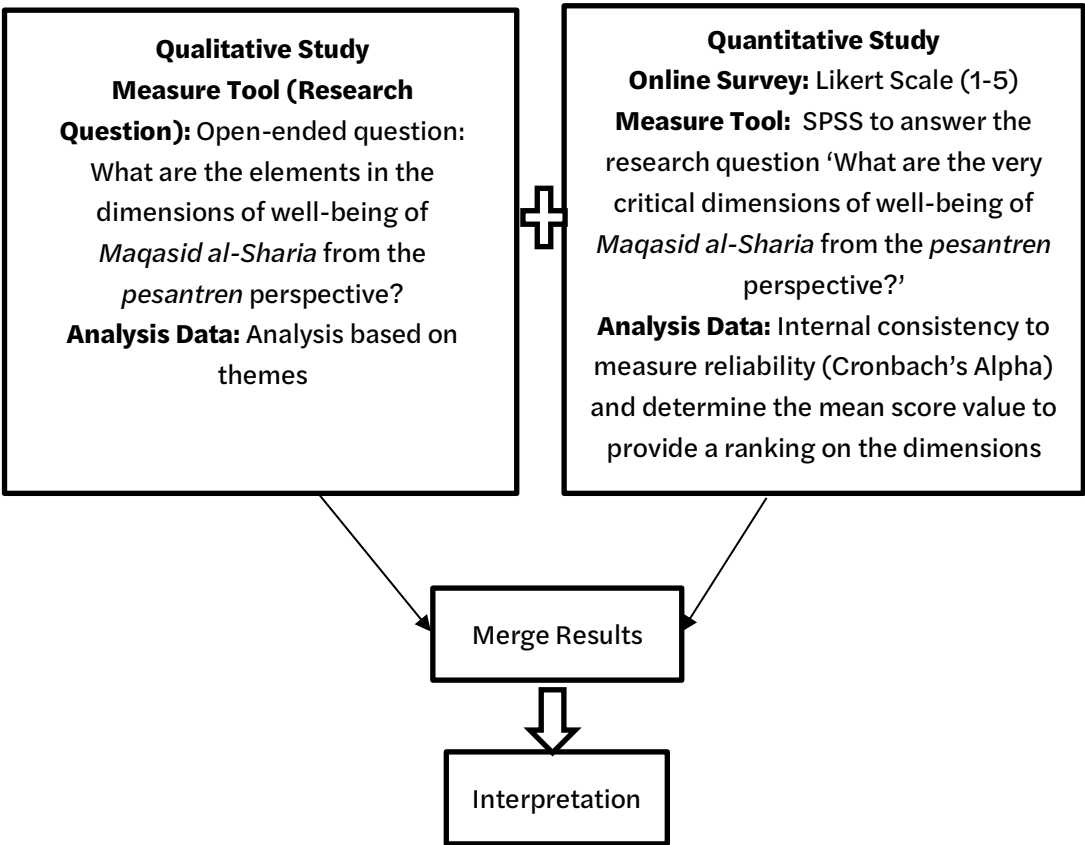 Qualitative Study
Measure Tool (Research
Question): Open-ended question:
What are the elements in the
dimensions of well-being of
Maqasid al-Sharia from the
pesantren perspective?
Analysis Data: Analysis based on
themes
Quantitative Study
Online Survey: Likert Scale (1-5)
Measure Tool: SPSS to answer the
research question ‘What are the very
critical dimensions of well-being of
Maqasid al-Sharia from the pesantren
perspective?’
Analysis Data: Internal consistency to
measure reliability (Cronbach’s Alpha)
and determine the mean score value to
provide a ranking on the dimensions
Merge Results
Interpretation